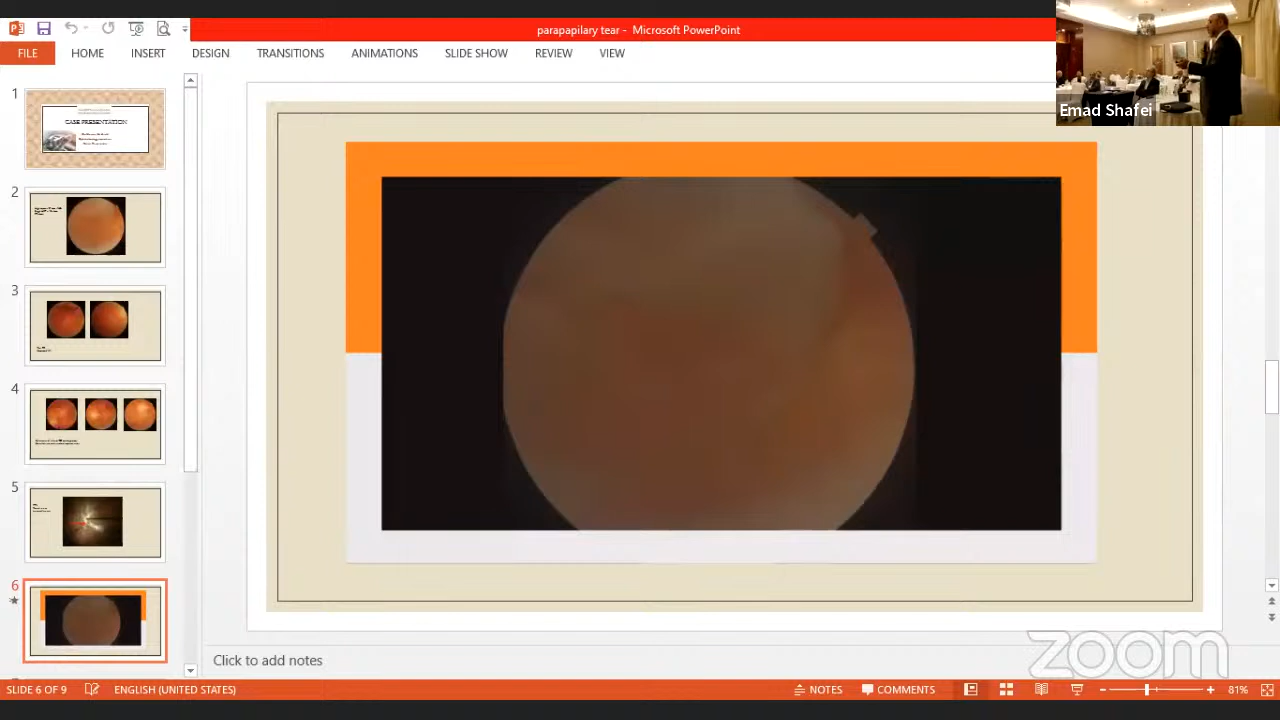 parapapilary tear - Microsoft PowerPoint
FILE HOME INSERT DESIGN TRANSITIONS ANIMATIONS SLIDE SHOW REVIEW VIEW
Emad Shafei
1
CASE PRESENTATION
2
3
4
5
6
Click to add notes
zoom
SLIDE 6 OF 9 ENGLISH (UNITED STATES) NOTES COMMENTS 81%